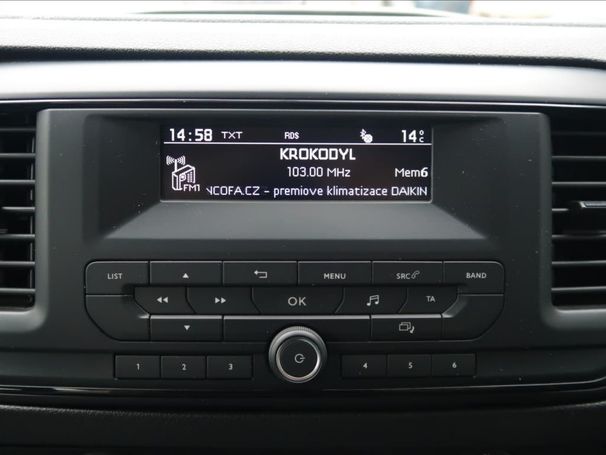 14:58 TXT RDS 14°C
KROKODYL
103.00 MHz Mem6
FM1 NCOFA.CZ - premiove klimatizace DAIKIN
LIST MENU SRC BAND
OK TA
1 2 3 4 5 6